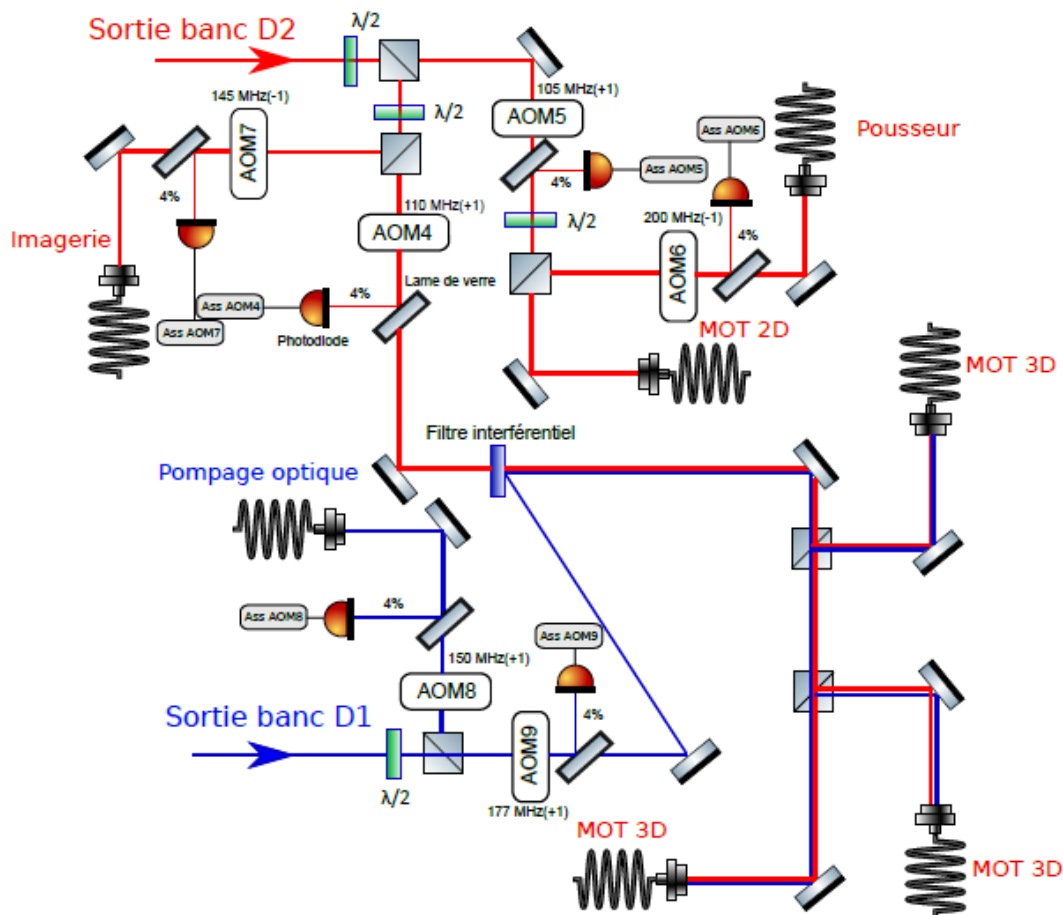 Sortie banc D2
λ/2
145 MHz(-1)
AOM7
λ/2
105 MHz(+1)
AOM5
Ass AOM6
Pousseur
4%
Ass AOM5
4%
Imagerie
110 MHz(+1)
AOM4
λ/2
200 MHz(-1)
AOM6
4%
Lame de verre
4%
Ass AOM4
Ass AOM7
Photodiode
MOT 2D
MOT 3D
Filtre interférentiel
Pompage optique
Ass AOM8
4%
Ass AOM9
150 MHz(+1)
AOM8
4%
Sortie banc D1
AOM9
λ/2
177 MHz(+1)
MOT 3D
MOT 3D